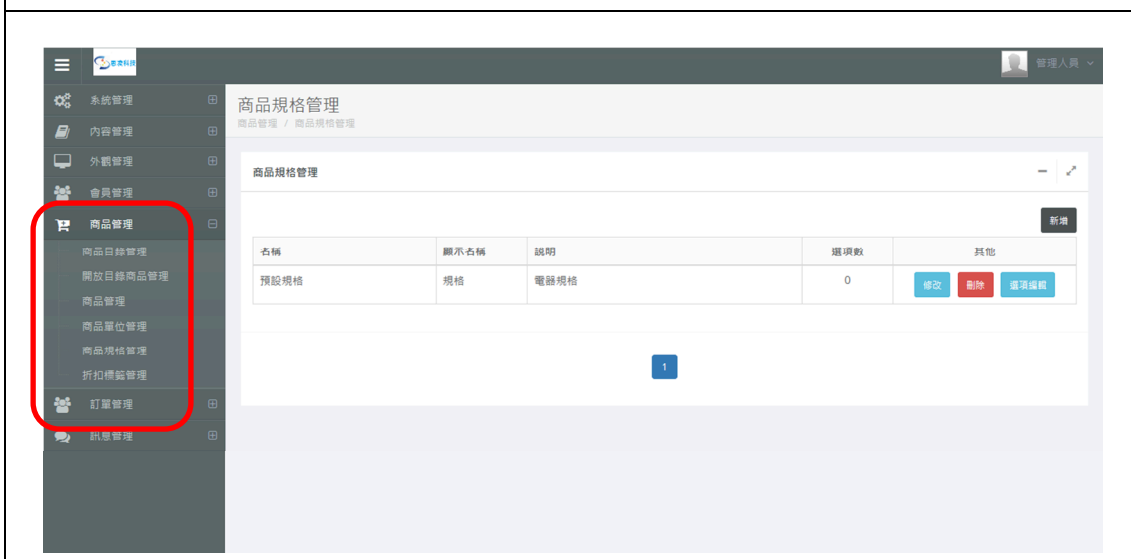 管理人員
系統管理
內容管理
外觀管理
會員管理
商品管理
商品目錄管理
開放目錄商品管理
商品管理
商品單位管理
商品規格管理
折扣標籤管理
訂單管理
訊息管理
商品規格管理
商品管理 / 商品規格管理
商品規格管理
新增
名稱 顯示名稱 說明 選項數 其他
預設規格 規格 電器規格 0 修改 刪除 選項編輯
1